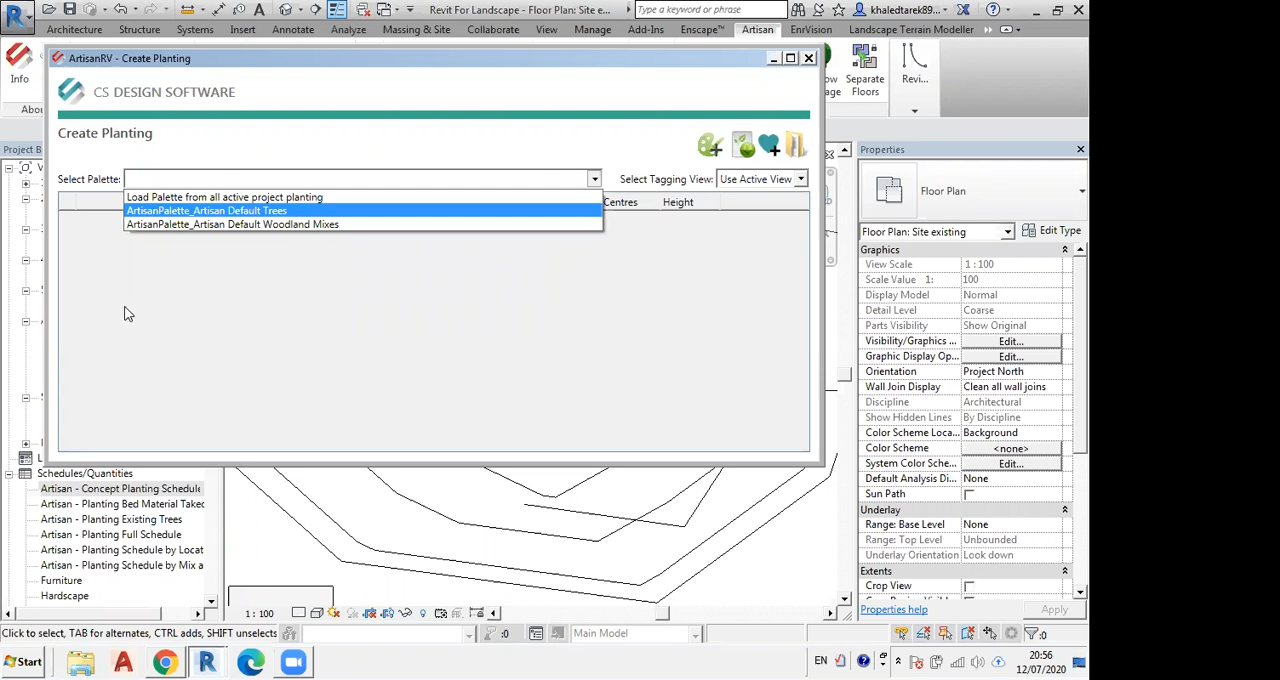 Revit For Landscape - Floor Plan: Site e...
Type a keyword or phrase
khaledtarek89...
Architecture Structure Systems Insert Annotate Analyze Massing & Site Collaborate View Manage Add-Ins Enscape™ Artisan EnVision Landscape Terrain Modeller
Info
Separate
Floors
Revi...
ArtisanRV - Create Planting
CS DESIGN SOFTWARE
Create Planting
Select Palette:
Select Tagging View: Use Active View
Load Palette from all active project planting
ArtisanPalette_Artisan Default Trees
ArtisanPalette_Artisan Default Woodland Mixes
Centres Height
Project B
Schedules/Quantities
Artisan - Concept Planting Schedule
Artisan - Planting Bed Material Takeo
Artisan - Planting Existing Trees
Artisan - Planting Full Schedule
Artisan - Planting Schedule by Locat
Artisan - Planting Schedule by Mix a
Furniture
Hardscape
1 : 100
Properties
Floor Plan
Floor Plan: Site existing Edit Type
Graphics
View Scale 1 : 100
Scale Value 1: 100
Display Model Normal
Detail Level Coarse
Parts Visibility Show Original
Visibility/Graphics ... Edit...
Graphic Display Op... Edit...
Orientation Project North
Wall Join Display Clean all wall joins
Discipline Architectural
Show Hidden Lines By Discipline
Color Scheme Loca... Background
Color Scheme <none>
System Color Sche... Edit...
Default Analysis Di... None
Sun Path
Underlay
Range: Base Level None
Range: Top Level Unbounded
Underlay Orientation Look down
Extents
Crop View
Properties help Apply
Click to select, TAB for alternates, CTRL adds, SHIFT unselects
:0
Main Model
:0
Start
EN
20:56
12/07/2020